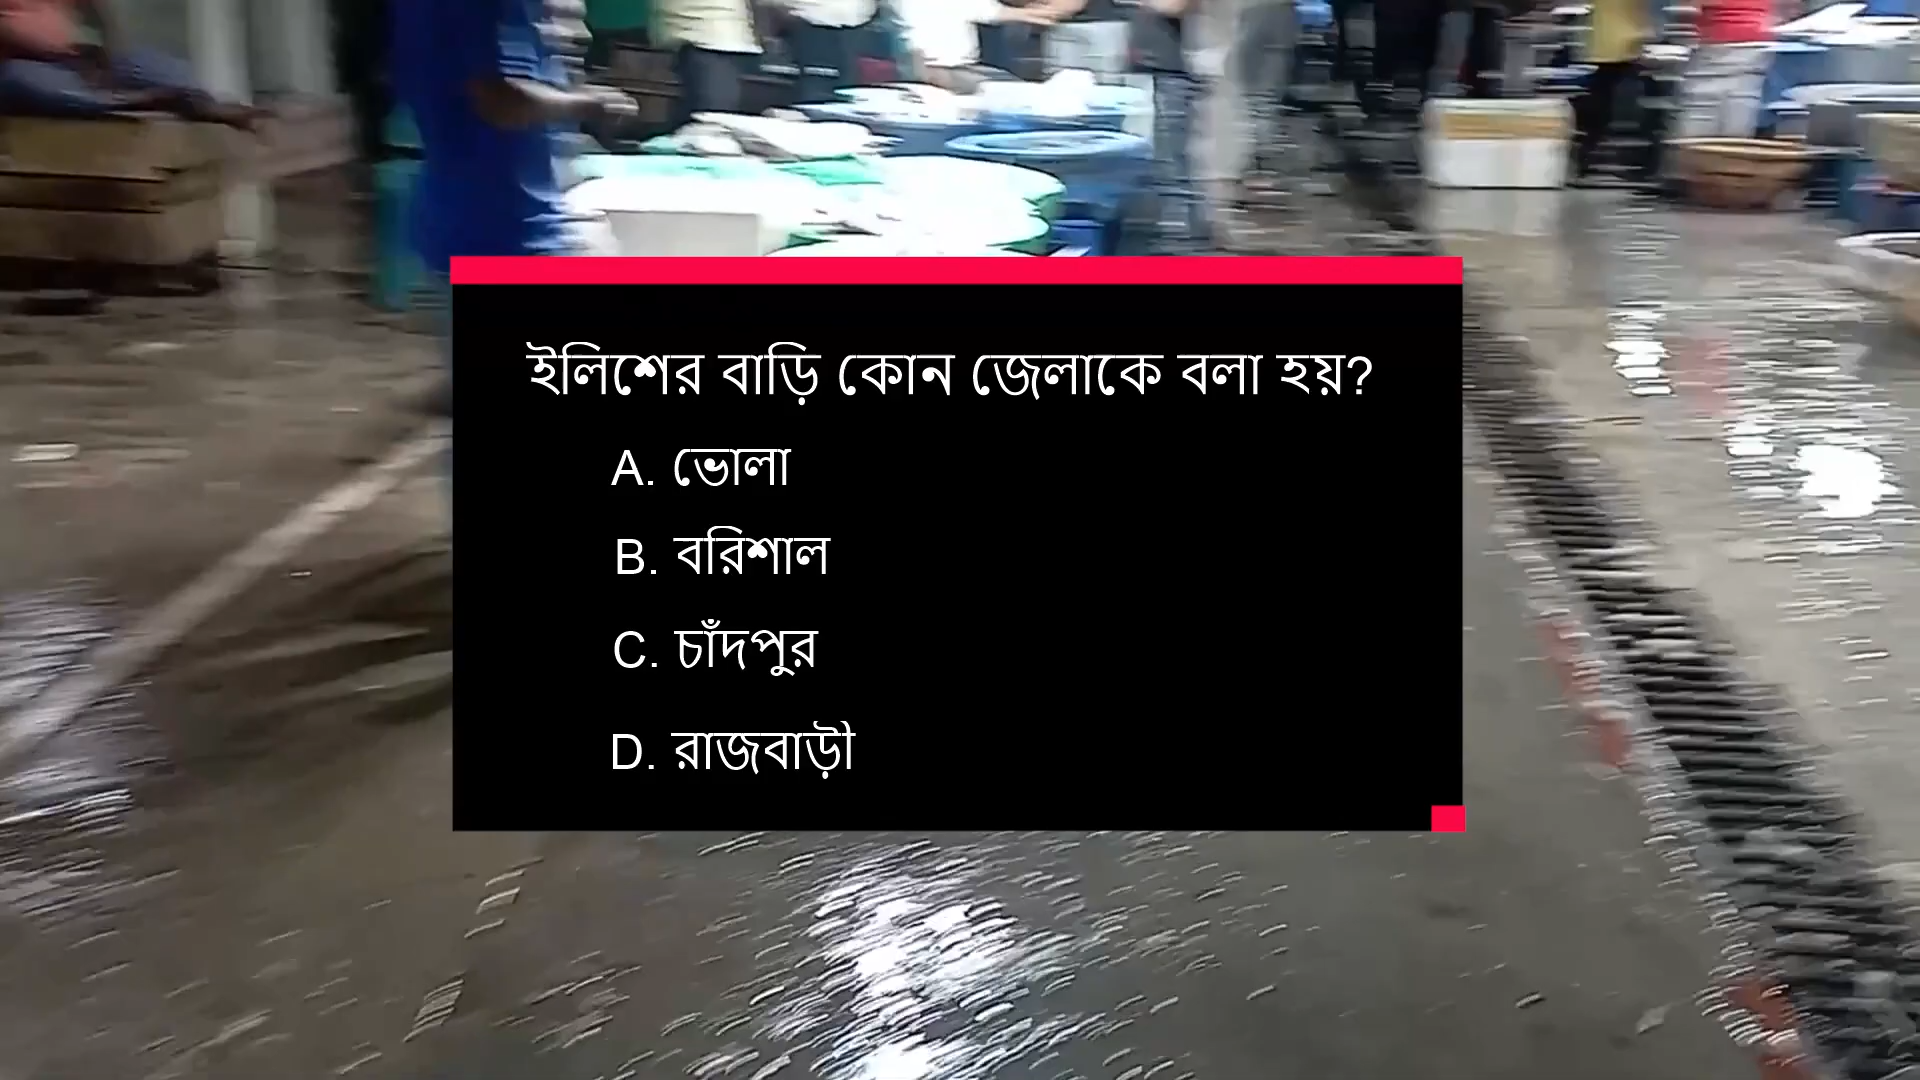 ইলিশের বাড়ি কোন জেলাকে বলা হয়?
A. ভোলা
B. বরিশাল
C. চাঁদপুর
D. রাজবাড়ী